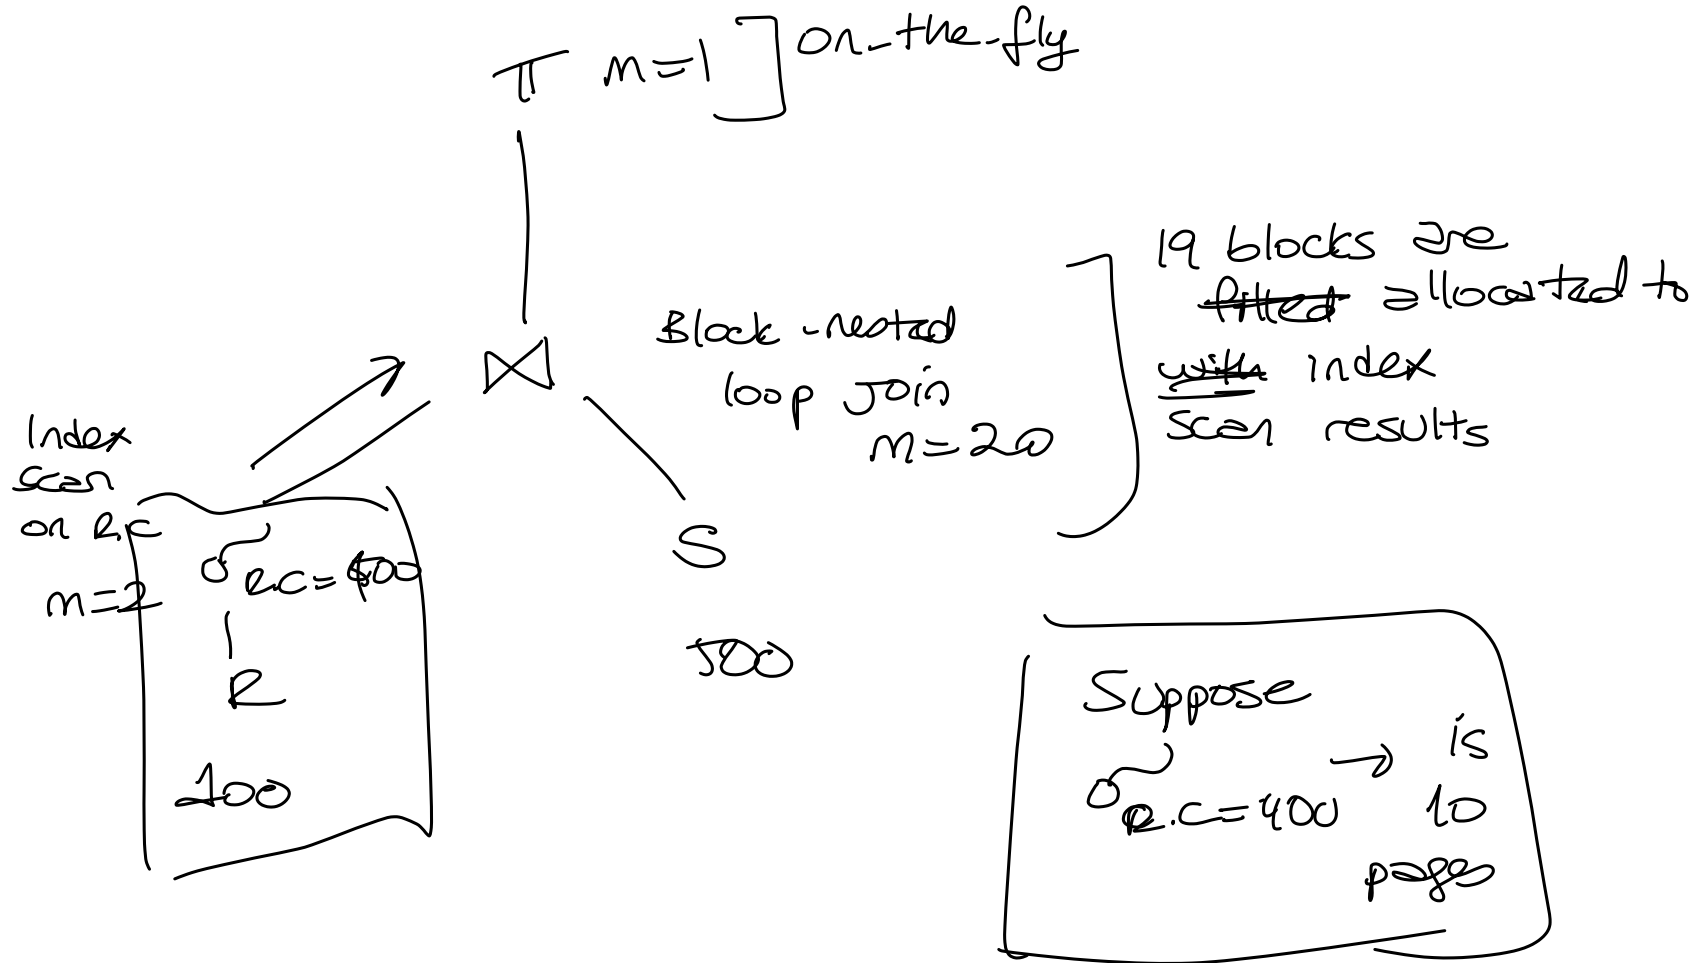 π m=1 ] on-the-fly
⋈
Block-nested
loop join
m=20
19 blocks are
filled allocated to
with index
scan results
Index
scan
on R.C
m=2
σ R.C=400
R
100
S
500
Suppose
σ R.C=400 → is
10
pages